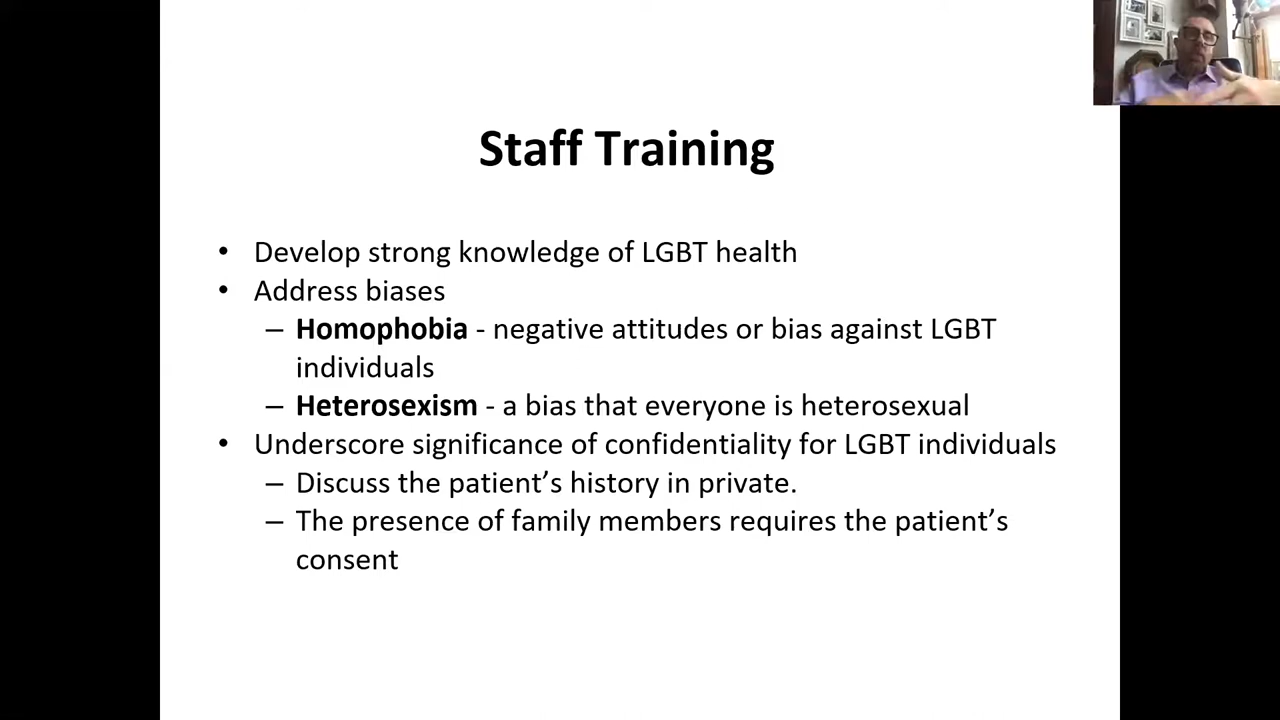 Staff Training
• Develop strong knowledge of LGBT health
• Address biases
– Homophobia - negative attitudes or bias against LGBT
individuals
– Heterosexism - a bias that everyone is heterosexual
• Underscore significance of confidentiality for LGBT individuals
– Discuss the patient’s history in private.
– The presence of family members requires the patient’s
consent